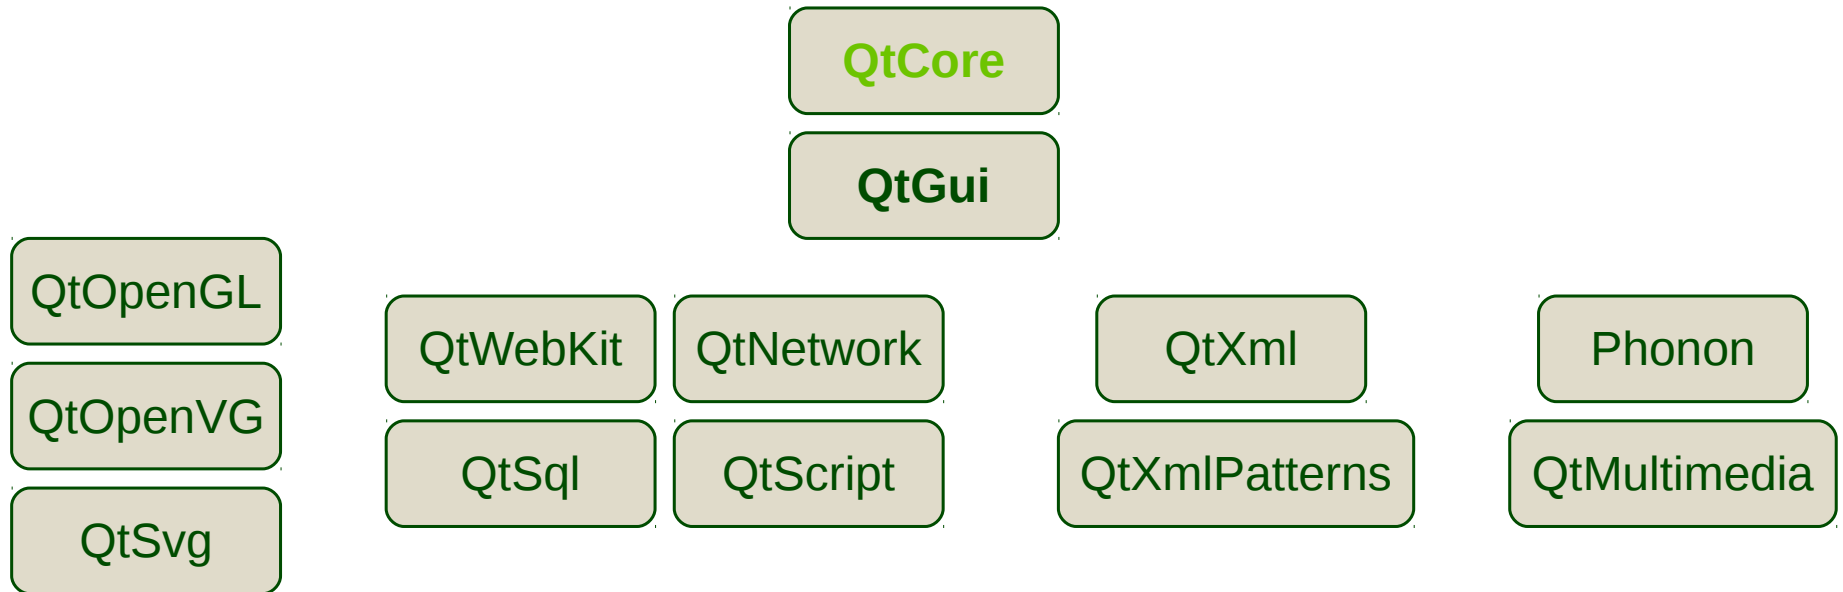 QtCore
QtGui
QtOpenGL
QtOpenVG
QtSvg
QtWebKit
QtNetwork
QtSql
QtScript
QtXml
QtXmlPatterns
Phonon
QtMultimedia